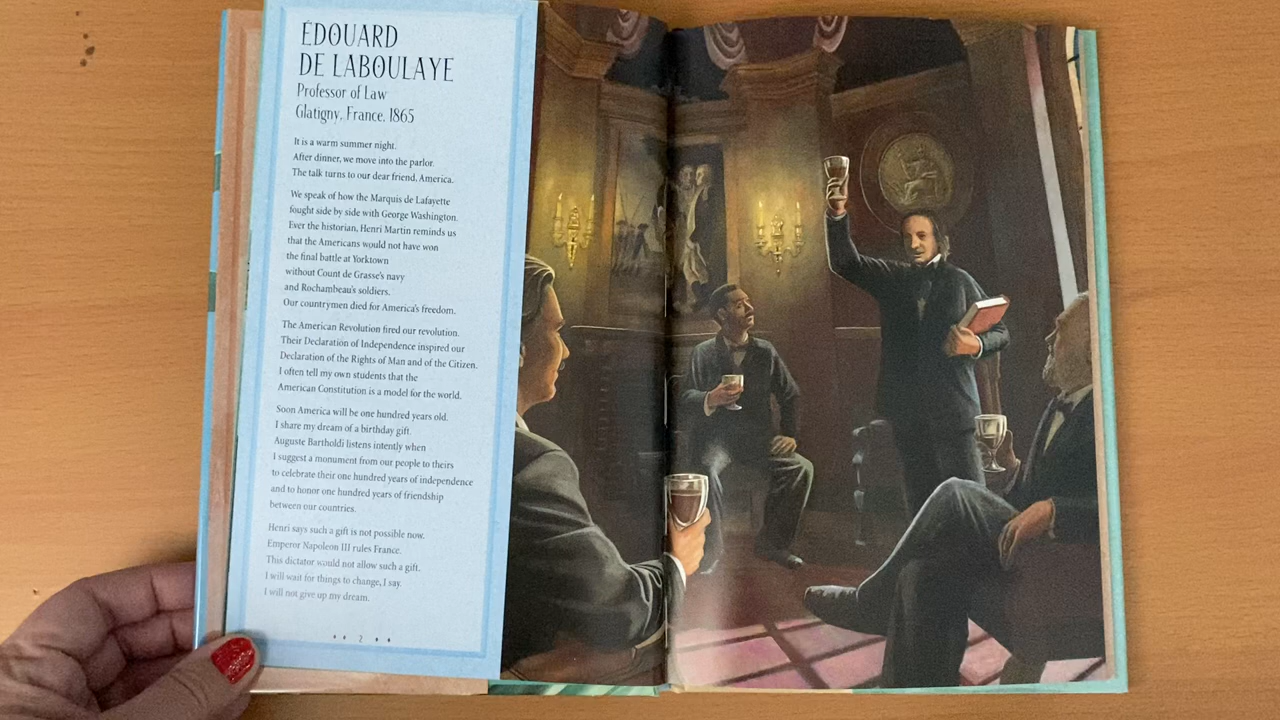 ÉDOUARD
DE LABOULAYE
Professor of Law
Glatigny, France, 1865
It is a warm summer night.
After dinner, we move into the parlor.
The talk turns to our dear friend, America.
We speak of how the Marquis de Lafayette
fought side by side with George Washington.
Ever the historian, Henri Martin reminds us
that the Americans would not have won
the final battle at Yorktown
without Count de Grasse's navy
and Rochambeau's soldiers.
Our countrymen died for America's freedom.
The American Revolution fired our revolution.
Their Declaration of Independence inspired our
Declaration of the Rights of Man and of the Citizen.
I often tell my own students that the
American Constitution is a model for the world.
Soon America will be one hundred years old.
I share my dream of a birthday gift.
Auguste Bartholdi listens intently when
I suggest a monument from our people to theirs
to celebrate their one hundred years of independence
and to honor one hundred years of friendship
between our countries.
Henri says such a gift is not possible now.
Emperor Napoleon III rules France.
This dictator would not allow such a gift.
I will wait for things to change, I say.
I will not give up my dream.
2